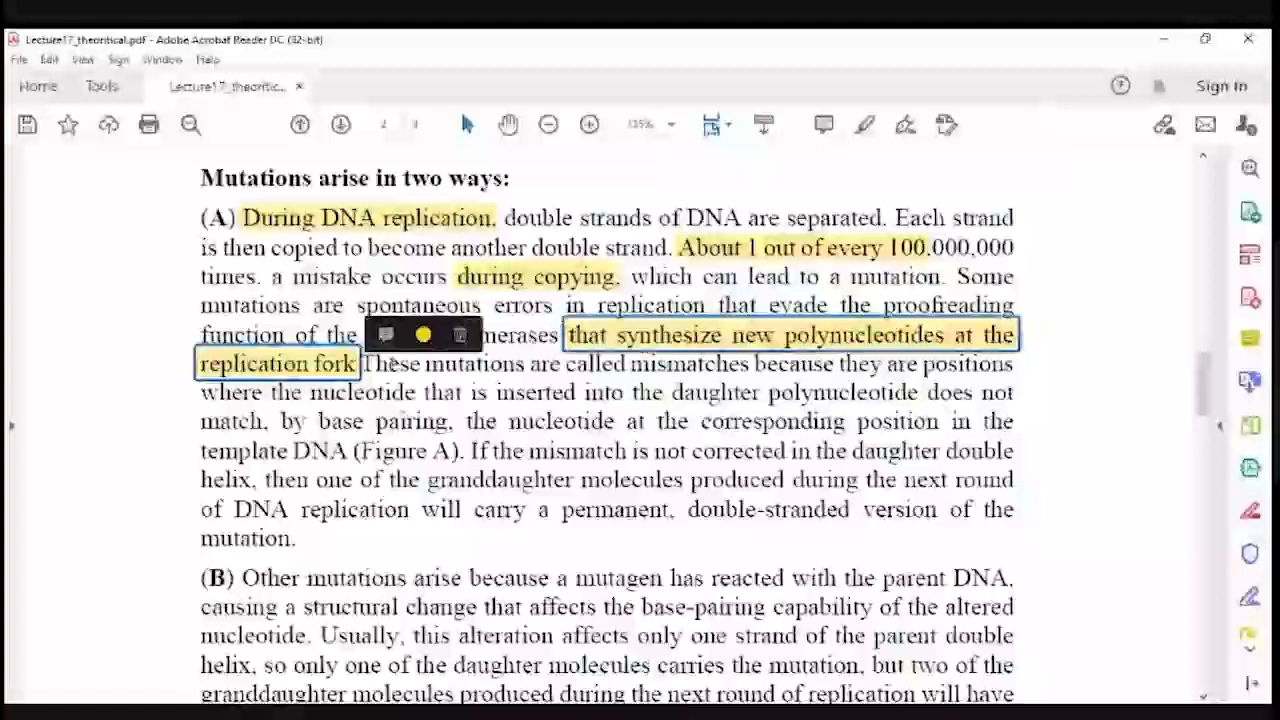 Lecture17_theoritical.pdf - Adobe Acrobat Reader DC (32-bit)
File Edit View Sign Window Help
Home Tools Lecture17_theoritic... × Sign In
2 135%
Mutations arise in two ways:
(A) During DNA replication, double strands of DNA are separated. Each strand
is then copied to become another double strand. About 1 out of every 100,000,000
times, a mistake occurs during copying, which can lead to a mutation. Some
mutations are spontaneous errors in replication that evade the proofreading
function of the merases that synthesize new polynucleotides at the
replication fork These mutations are called mismatches because they are positions
where the nucleotide that is inserted into the daughter polynucleotide does not
match, by base pairing, the nucleotide at the corresponding position in the
template DNA (Figure A). If the mismatch is not corrected in the daughter double
helix, then one of the granddaughter molecules produced during the next round
of DNA replication will carry a permanent, double-stranded version of the
mutation.
(B) Other mutations arise because a mutagen has reacted with the parent DNA,
causing a structural change that affects the base-pairing capability of the altered
nucleotide. Usually, this alteration affects only one strand of the parent double
helix, so only one of the daughter molecules carries the mutation, but two of the
granddaughter molecules produced during the next round of replication will have